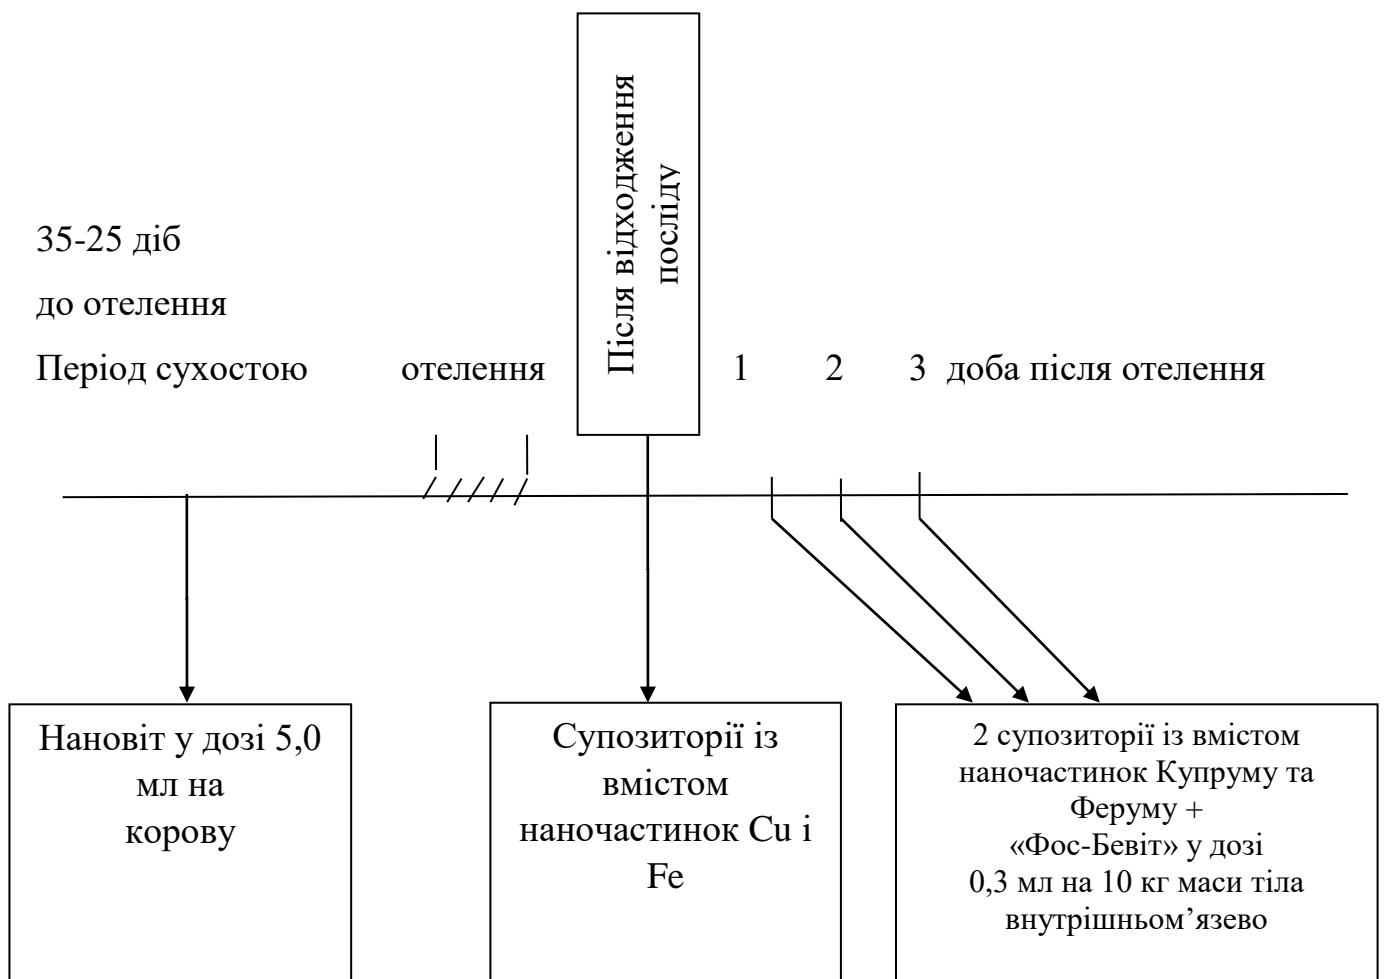 Після відходження
посліду
35-25 діб
до отелення
Період сухостою отелення 1 2 3 доба після отелення
Нановіт у дозі 5,0
мл на
корову
Супозиторії із
вмістом
наночастинок Cu і
Fe
2 супозиторії із вмістом
наночастинок Купруму та
Феруму +
«Фос-Бевіт» у дозі
0,3 мл на 10 кг маси тіла
внутрішньом’язево